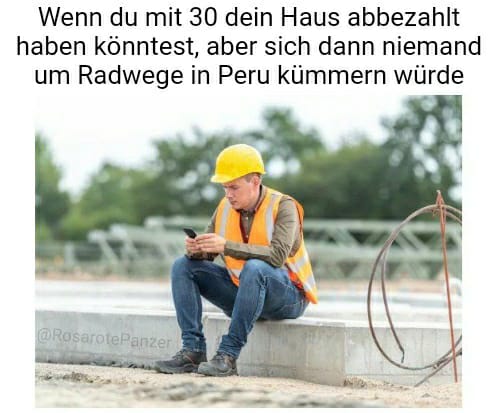 Wenn du mit 30 dein Haus abbezahlt
haben könntest, aber sich dann niemand
um Radwege in Peru kümmern würde
@RosarotePanzer